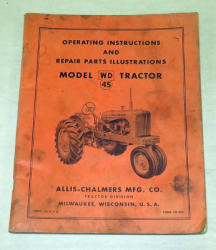 OPERATING INSTRUCTIONS
AND
REPAIR PARTS ILLUSTRATIONS
MODEL WD TRACTOR
45
ALLIS-CHALMERS MFG. CO.
TRACTOR DIVISION
MILWAUKEE, WISCONSIN, U. S. A.